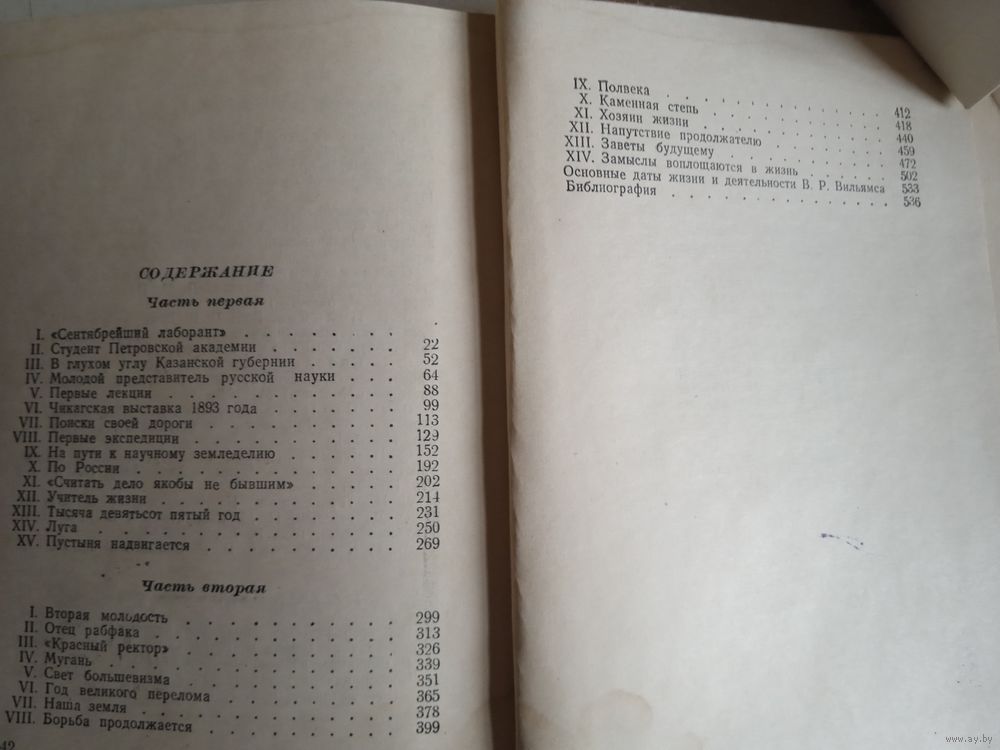 СОДЕРЖАНИЕ
Часть первая
I. «Сентябрейший лаборант» . . . . . . . .
II. Студент Петровской академии . . . . . . . 22
III. В глухом углу Казанской губернии . . . . . 52
IV. Молодой представитель русской науки . . . 64
V. Первые лекции . . . . . . . . . . . 88
VI. Чикагская выставка 1893 года . . . . . . . 99
VII. Поиски своей дороги . . . . . . . . . 113
VIII. Первые экспедиции . . . . . . . . . . 129
IX. На пути к научному земледелию . . . . . . 152
X. По России . . . . . . . . . . . . 192
XI. «Считать дело якобы не бывшим» . . . . . 202
XII. Учитель жизни . . . . . . . . . . . 214
XIII. Тысяча девятьсот пятый год . . . . . . . 231
XIV. Луга . . . . . . . . . . . . . . 250
XV. Пустыня надвигается . . . . . . . . . 269
Часть вторая
I. Вторая молодость . . . . . . . . . . 299
II. Отец рабфака . . . . . . . . . . . 313
III. «Красный ректор» . . . . . . . . . . 326
IV. Мугань . . . . . . . . . . . . . 339
V. Свет большевизма . . . . . . . . . . 351
VI. Год великого перелома . . . . . . . . 365
VII. Наша земля . . . . . . . . . . . . 378
VIII. Борьба продолжается . . . . . . . . . 399
42
IX. Полвека . . . . . . . . . . . . . 412
X. Каменная степь . . . . . . . . . . . 418
XI. Хозяин жизни . . . . . . . . . . . 440
XII. Напутствие продолжателю . . . . . . . 459
XIII. Заветы будущему . . . . . . . . . . 472
XIV. Замыслы воплощаются в жизнь . . . . . . 502
Основные даты жизни и деятельности В. Р. Вильямса 533
Библиография . . . . . . . . . . . . . 536
www.ay.by